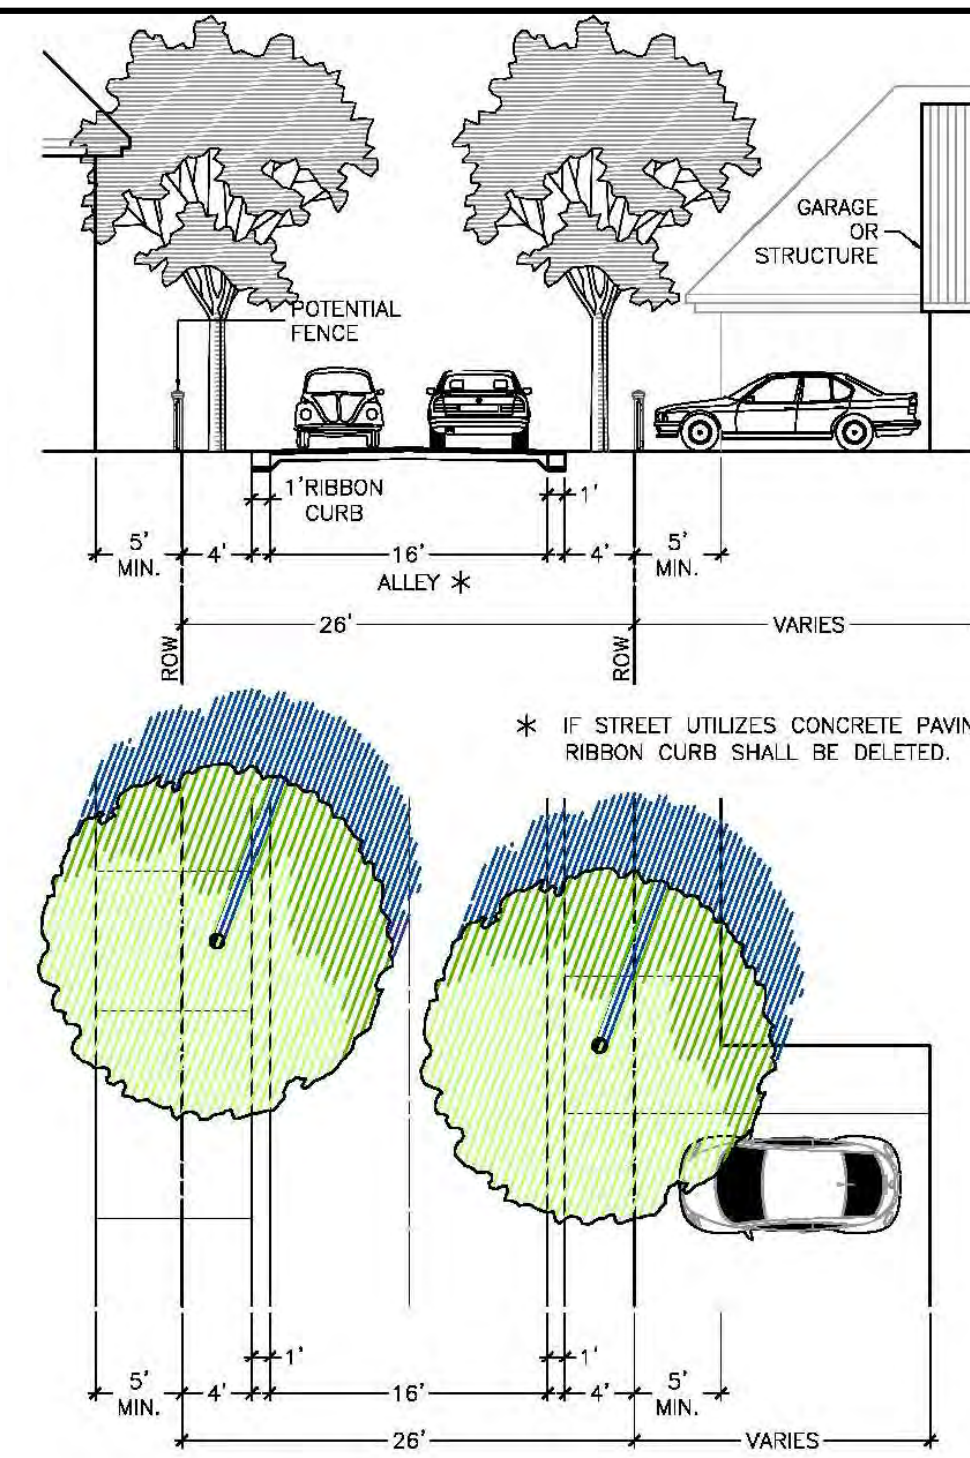 GARAGE
OR
STRUCTURE
POTENTIAL
FENCE
1' RIBBON
CURB
1'
5'
MIN.
4'
16'
4'
5'
MIN.
ALLEY *
26'
VARIES
ROW
ROW
* IF STREET UTILIZES CONCRETE PAVIN
RIBBON CURB SHALL BE DELETED.
1'
1'
5'
MIN.
4'
16'
4'
5'
MIN.
26'
VARIES